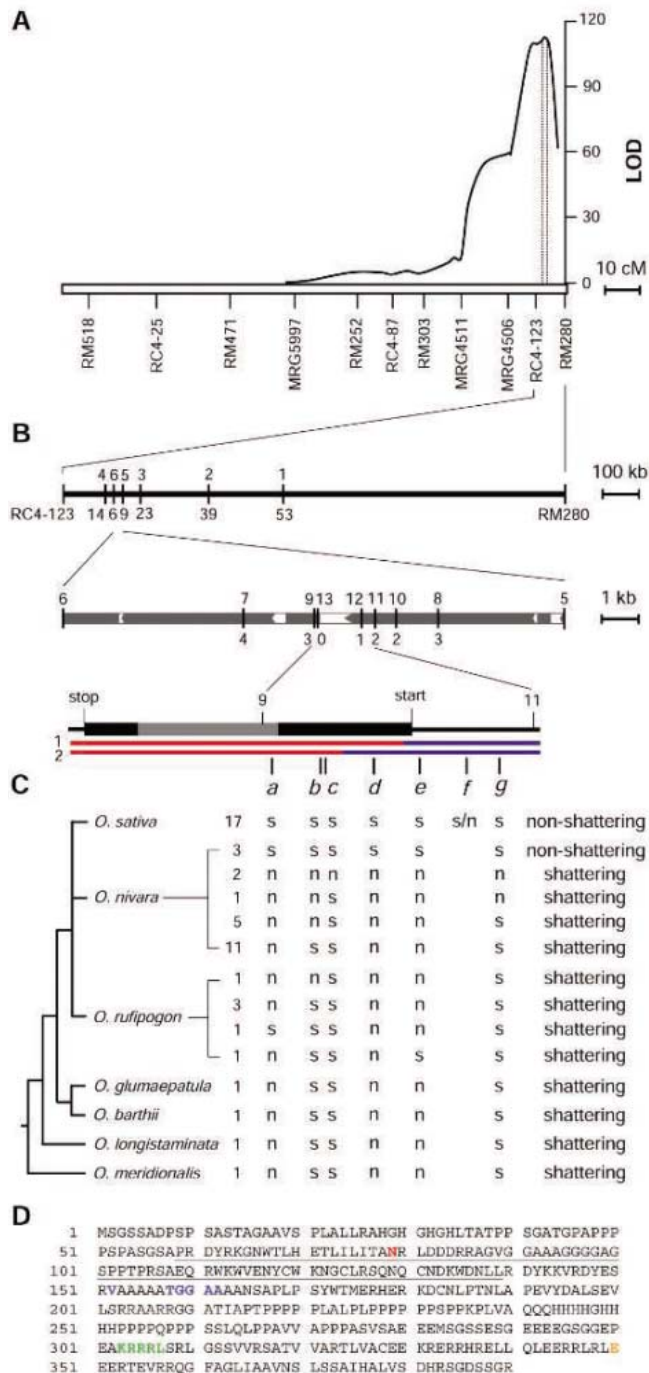 A
120
90
60
30
0
LOD
10 cM
RM518
RC4-25
RM471
MRG5997
RM252
RC4-87
RM303
MRG4511
MRG4506
RC4-123
RM280
B
4 6 5 3 2 1
100 kb
RC4-123 14 6 9 23 39 53 RM280
6 7 9 13 12 11 10 8 5
1 kb
4 3 0 1 2 2 3
stop 9 start 11
1
2
a b c d e f g
C
O. sativa 17 s s s s s s/n s non-shattering
3 s s s s s s non-shattering
2 n n n n n n shattering
O. nivara 1 n n s n n n shattering
5 n n s n n s shattering
11 n s s n n s shattering
1 n n s n n s shattering
3 n s s n n s shattering
O. rufipogon
1 s s s n n s shattering
1 n s s n s s shattering
O. glumaepatula 1 n s s n n s shattering
O. barthii 1 n s s n n s shattering
O. longistaminata 1 n s s n n s shattering
O. meridionalis 1 n s s n n s shattering
D
1 MSGSSADPSP SASTAGAAVS PLALLRAHGH GHGHLTATPP SGATGPAPPP
51 PSPASGSAPR DYRKGNWTLH ETLILITANR LDDDRRAGVG GAAAGGGGAG
101 SPPTPRSAEQ RWKWVENYCW KNGCLRSQNQ CNDKWDNLLR DYKKVRDYES
151 RVAAAAATGG AAAANSAPLP SYWTMERHER KDCNLPTNLA PEVYDALSEV
201 LSRRAARRGG ATIAPTPPPP PLALPLPPPP PPSPPKPLVA QQQHHHGHH
251 HHPPPPQPPP SSLQLPPAVV APPPASVSAE EEMSGSSESG EEEEGSGGEP
301 EAKRRRLSRL GSSVVRSATV VARTLVACEE KRERRHRELL QLEERRLRLE
351 EERTEVRRQG FAGLIAAVNS LSSAIHALVS DHRSGDSSGR